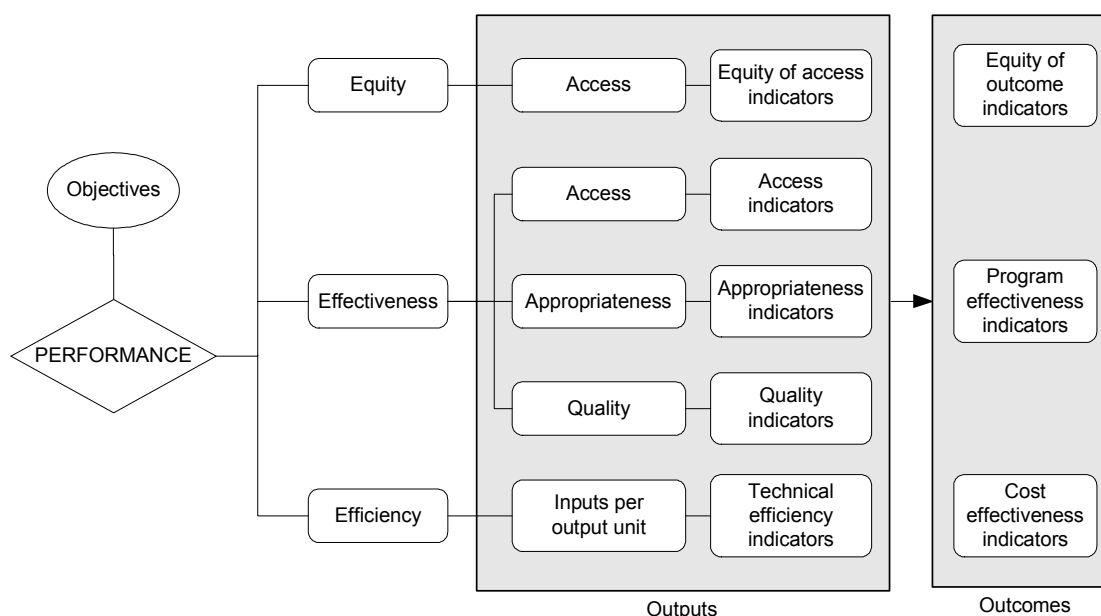 Objectives
PERFORMANCE
Equity
Effectiveness
Efficiency
Access
Equity of access
indicators
Access
Access
indicators
Appropriateness
Appropriateness
indicators
Quality
Quality
indicators
Inputs per
output unit
Technical
efficiency
indicators
Outputs
Equity of
outcome
indicators
Program
effectiveness
indicators
Cost
effectiveness
indicators
Outcomes